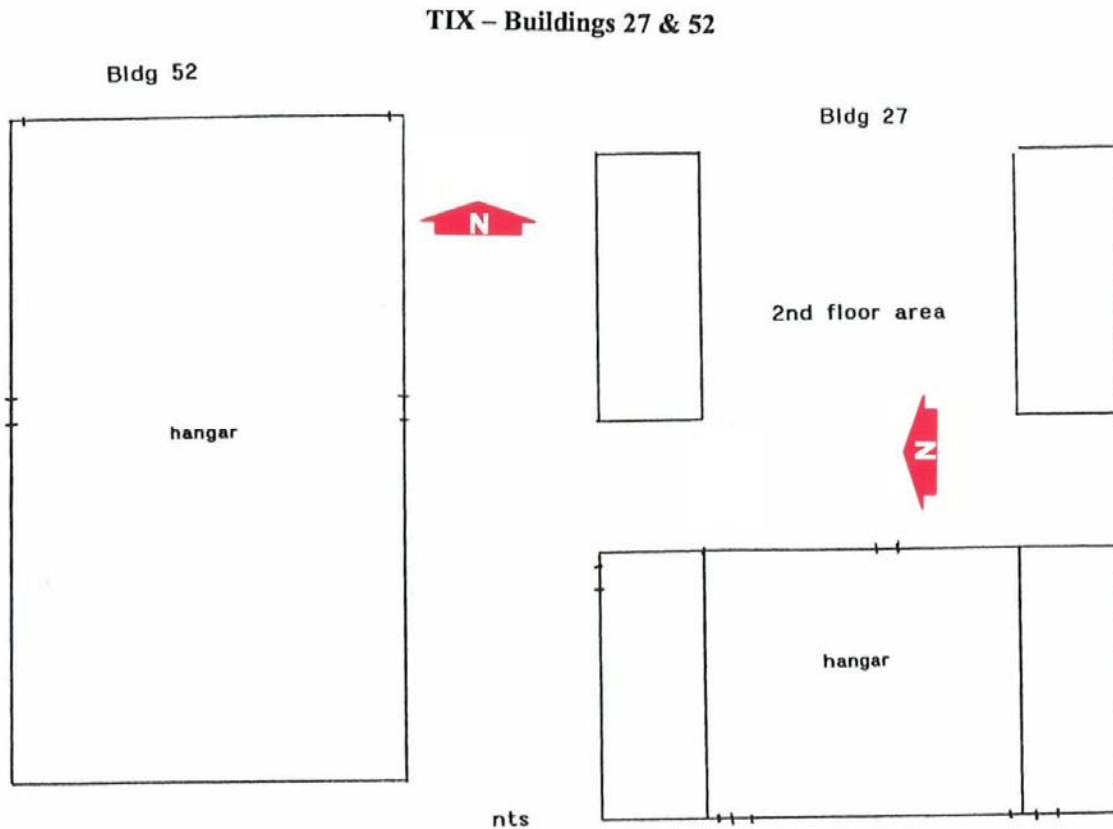 TIX – Buildings 27 & 52
Bldg 52
Bldg 27
N
2nd floor area
hangar
N
hangar
nts